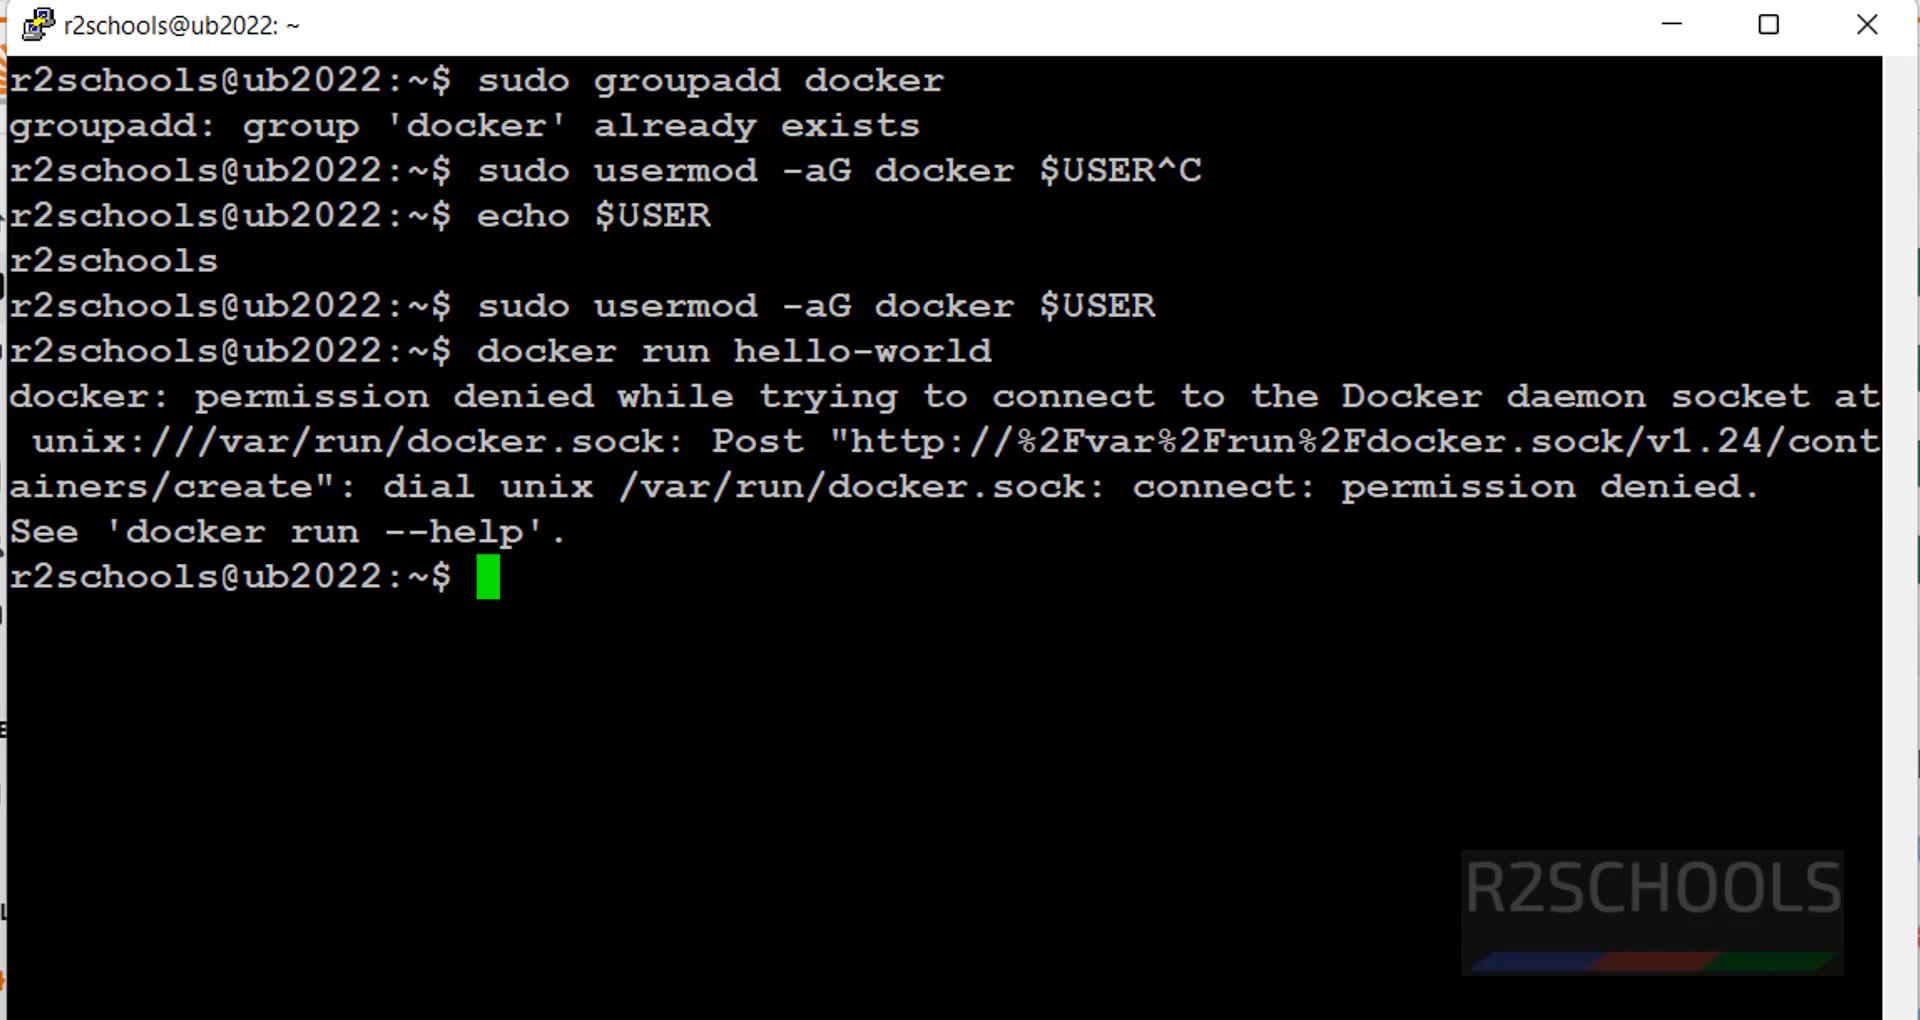 r2schools@ub2022: ~
r2schools@ub2022:~$ sudo groupadd docker
groupadd: group 'docker' already exists
r2schools@ub2022:~$ sudo usermod -aG docker $USER^C
r2schools@ub2022:~$ echo $USER
r2schools
r2schools@ub2022:~$ sudo usermod -aG docker $USER
r2schools@ub2022:~$ docker run hello-world
docker: permission denied while trying to connect to the Docker daemon socket at
 unix:///var/run/docker.sock: Post "http://%2Fvar%2Frun%2Fdocker.sock/v1.24/cont
ainers/create": dial unix /var/run/docker.sock: connect: permission denied.
See 'docker run --help'.
r2schools@ub2022:~$
R2SCHOOLS